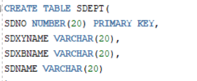 CREATE TABLE SDEPT(
SDNO NUMBER(20) PRIMARY KEY,
SDXYNAME VARCHAR(20),
SDXBNAME VARCHAR(20),
SDNAME VARCHAR(20)